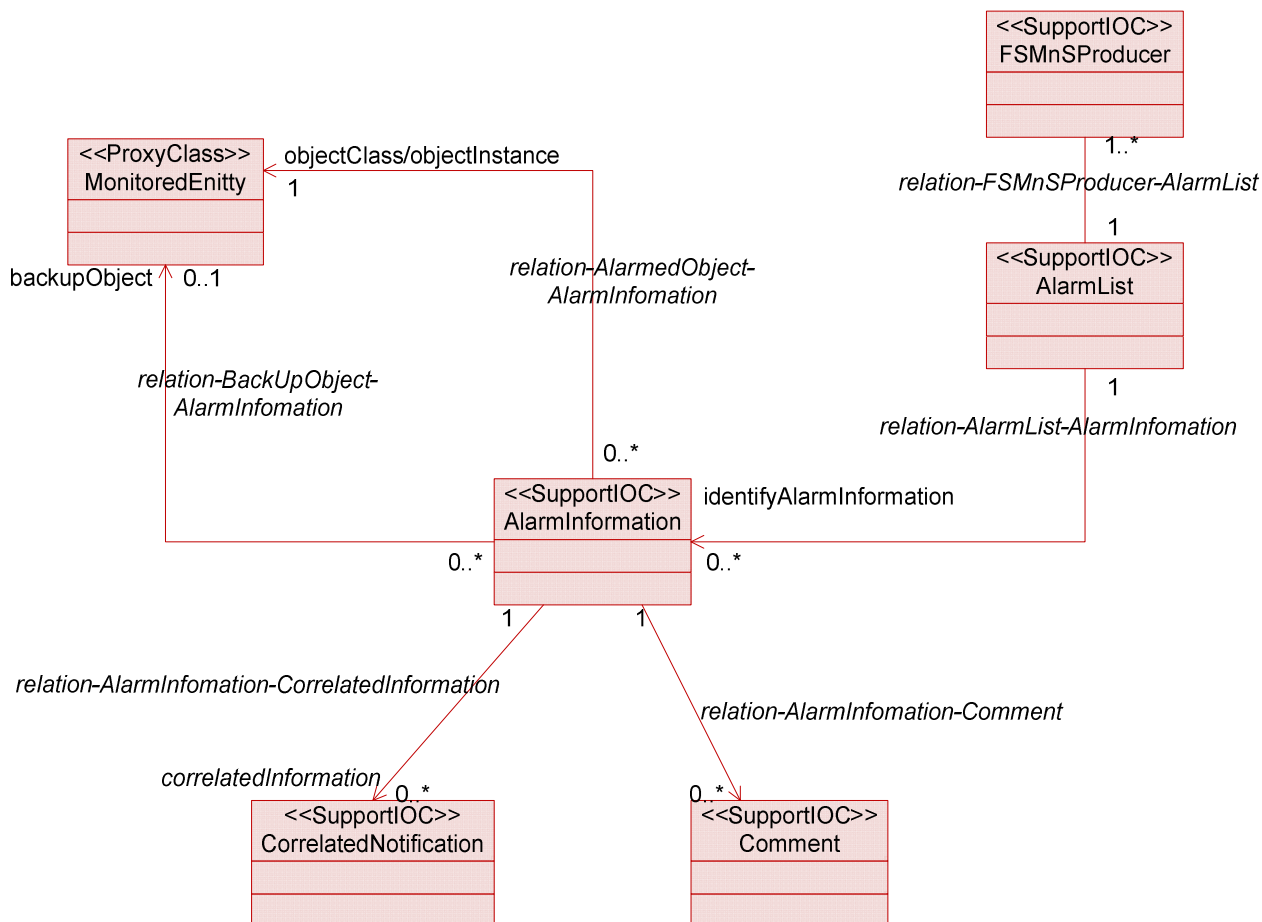 <<SupportIOC>>
FSMnSProducer
1..*
relation-FSMnSProducer-AlarmList
1
<<SupportIOC>>
AlarmList
1
relation-AlarmList-AlarmInfomation
<<ProxyClass>>
MonitoredEnitty
objectClass/objectInstance
1
backupObject
0..1
relation-AlarmedObject-
AlarmInfomation
relation-BackUpObject-
AlarmInfomation
0..*
<<SupportIOC>>
AlarmInformation
identifyAlarmInformation
0..*
0..*
1
1
relation-AlarmInfomation-CorrelatedInformation
relation-AlarmInfomation-Comment
correlatedInformation
0..*
0..*
<<SupportIOC>>
CorrelatedNotification
<<SupportIOC>>
Comment